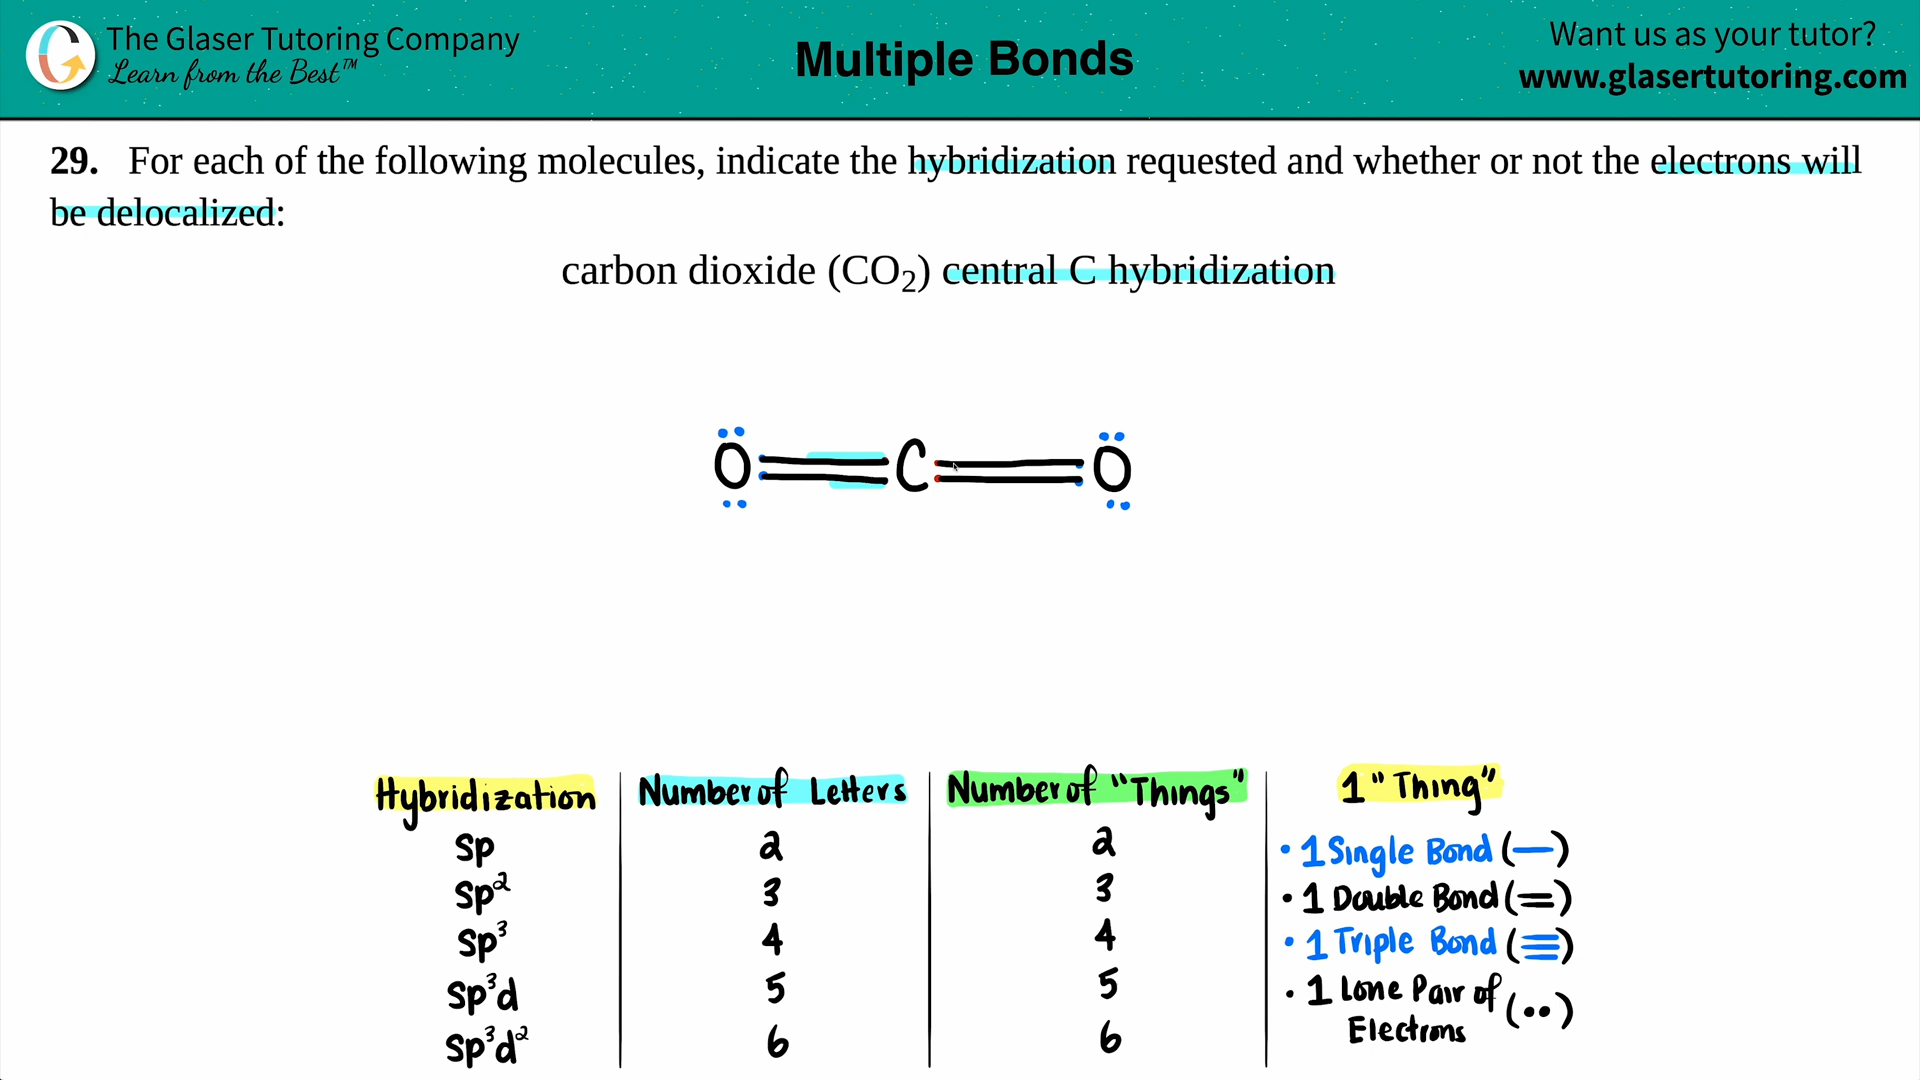 The Glaser Tutoring Company
Learn from the Best™
Multiple Bonds
Want us as your tutor?
www.glasertutoring.com
29. For each of the following molecules, indicate the hybridization requested and whether or not the electrons will
be delocalized:
carbon dioxide (CO₂) central C hybridization
O C O
Hybridization Number of Letters Number of "Things" 1 "Thing"
Sp 2 2 • 1 Single Bond (—)
Sp² 3 3 • 1 Double Bond (=)
Sp³ 4 4 • 1 Triple Bond (≡)
Sp³d 5 5 • 1 Lone Pair of (••)
Electrons
Sp³d² 6 6